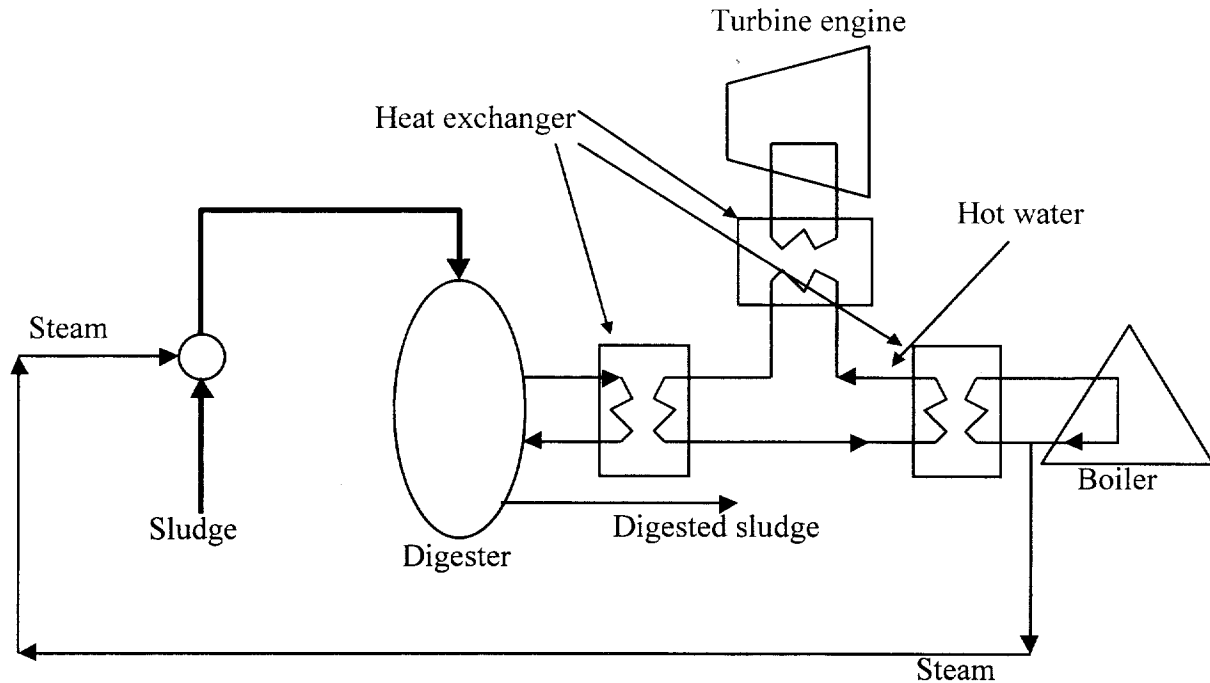 Turbine engine
Heat exchanger
Hot water
Steam
Sludge
Digester
Digested sludge
Boiler
Steam